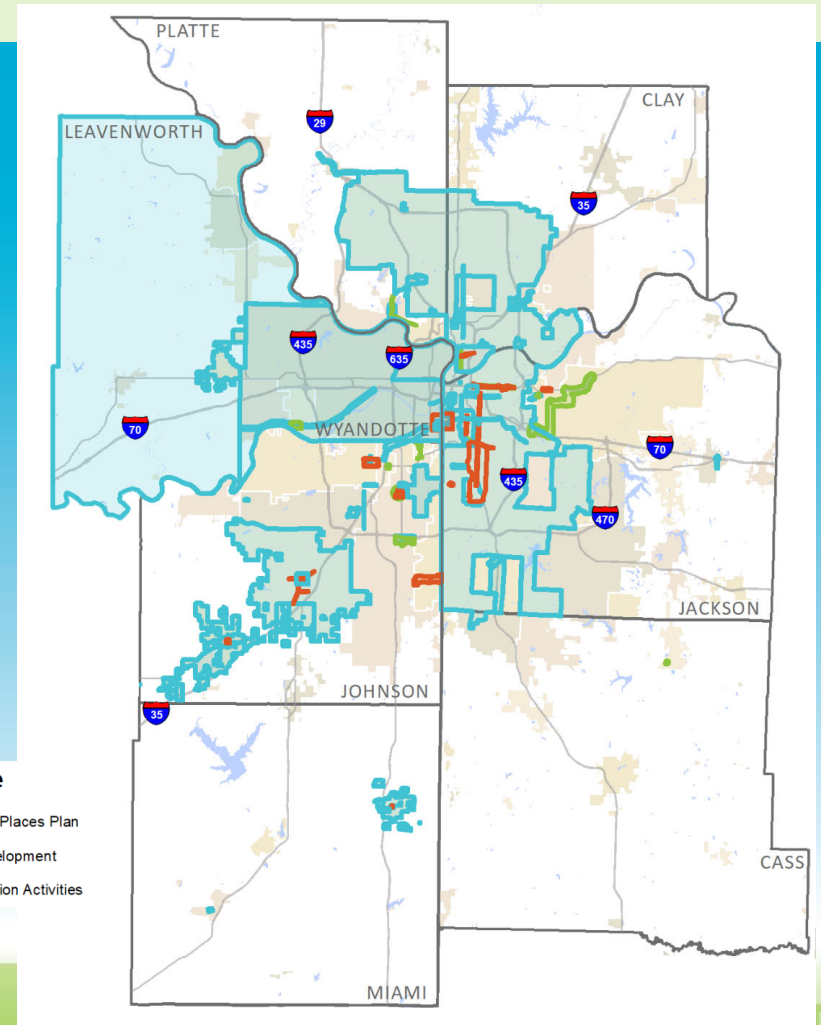 PLATTE
CLAY
LEAVENWORTH
29
35
435
635
70
WYANDOTTE
70
435
470
JACKSON
JOHNSON
35
e
Places Plan
elopment
ion Activities
CASS
MIAMI